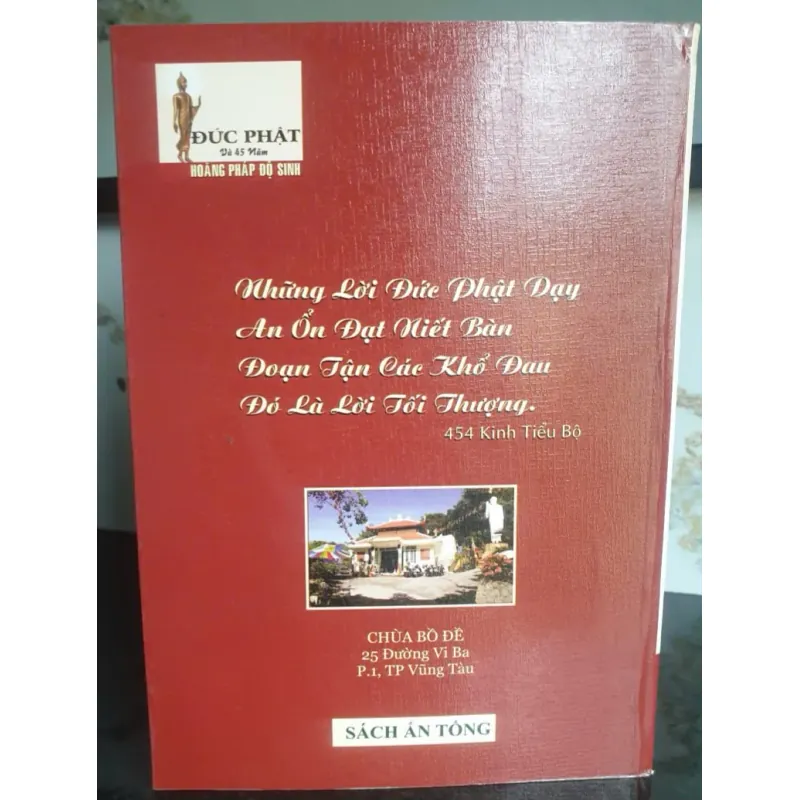 ĐỨC PHẬT
Và 45 Năm
HOÀNG PHÁP ĐỘ SINH
Những Lời Đức Phật Dạy
An Ổn Đạt Niết Bàn
Đoạn Tận Các Khổ Đau
Đó Là Lời Tối Thượng.
454 Kinh Tiểu Bộ
CHÙA BỒ ĐỀ
25 Đường Vi Ba
P.1, TP Vũng Tàu
SÁCH ẤN TỐNG